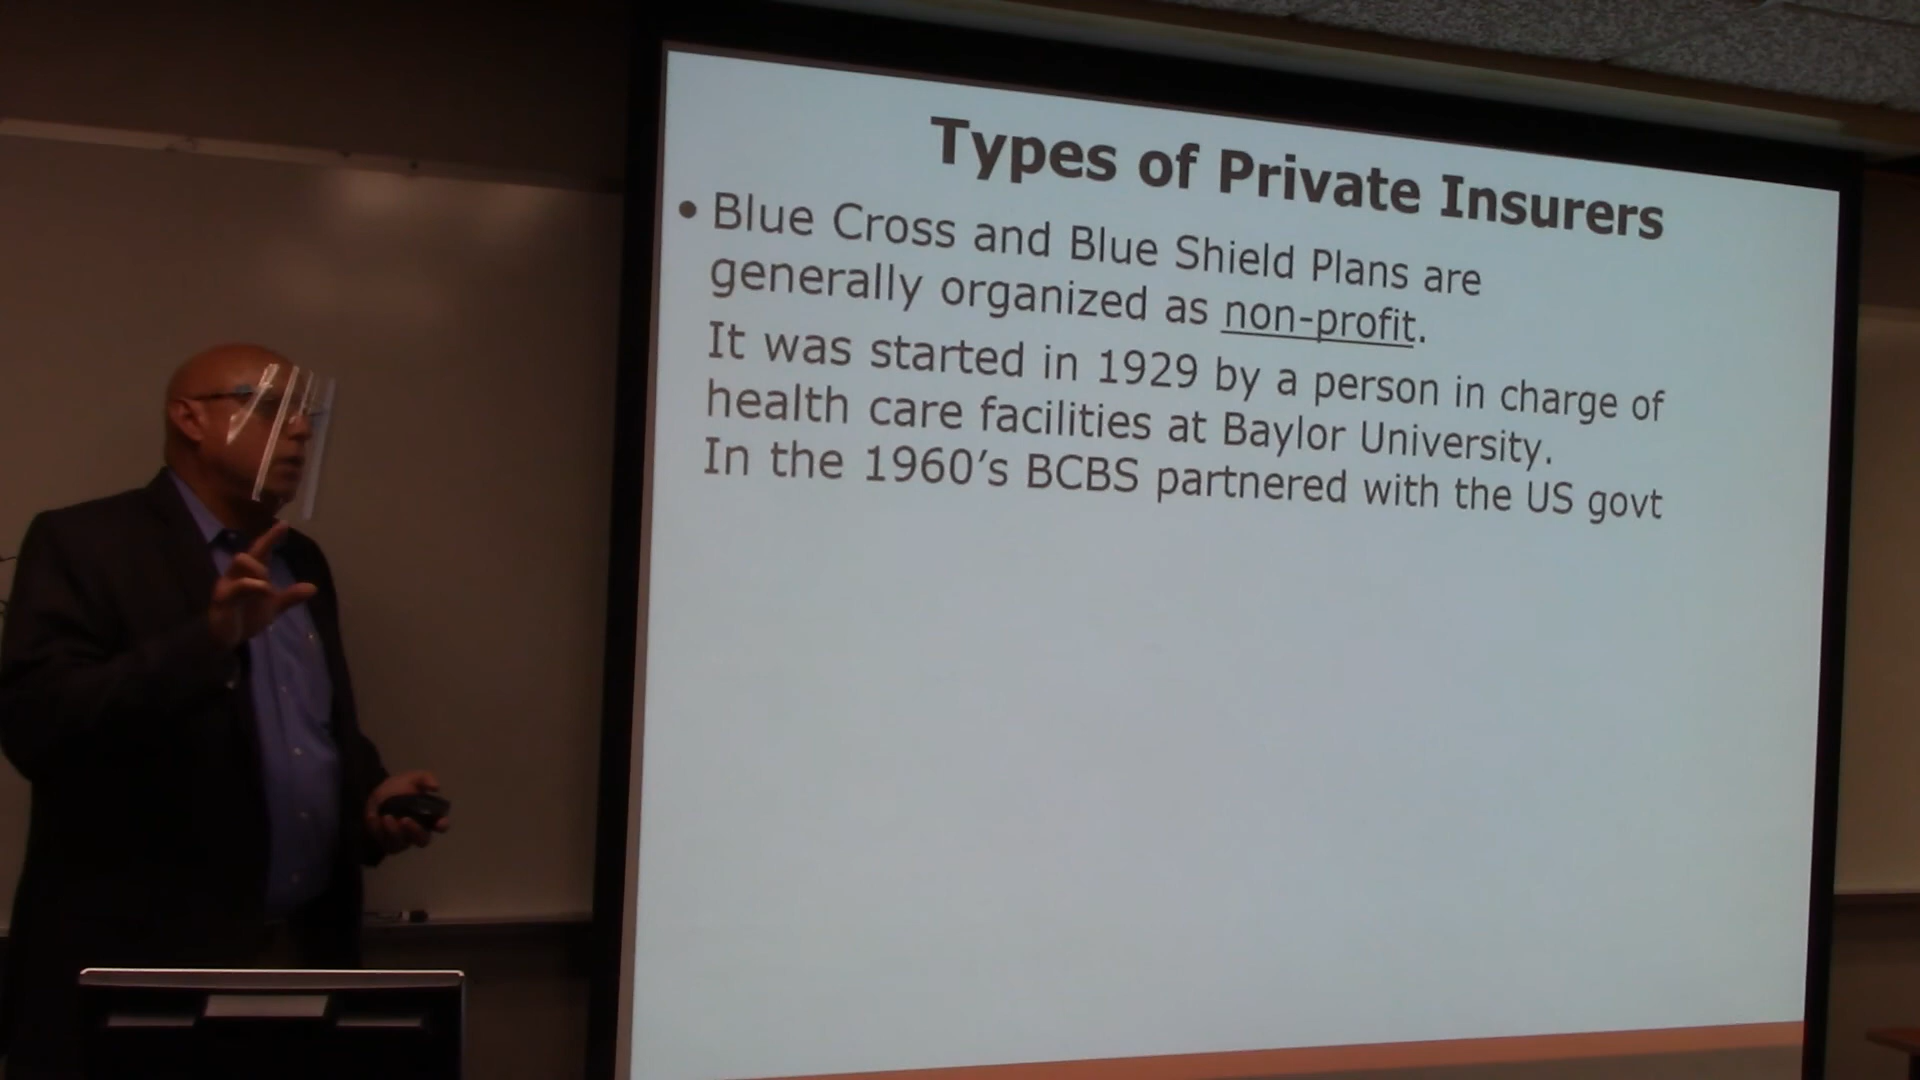 Types of Private Insurers
• Blue Cross and Blue Shield Plans are
generally organized as non-profit.
It was started in 1929 by a person in charge of
health care facilities at Baylor University.
In the 1960's BCBS partnered with the US govt